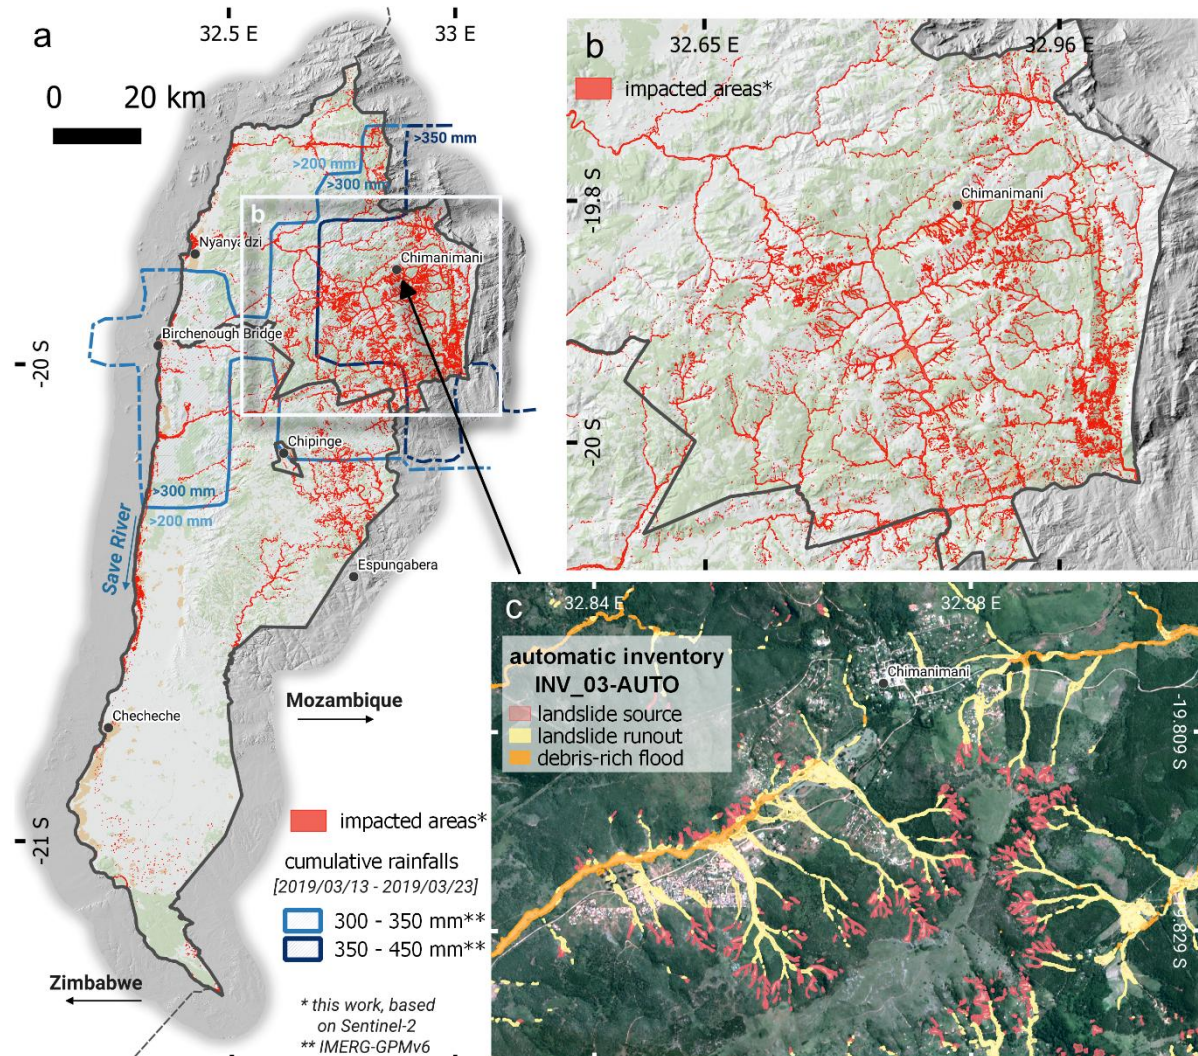 a
32.5 E
33 E
0 20 km
>350 mm
>200 mm
>300 mm
b
Nyanyadzi
Chimanimani
Birchenough Bridge
-20 S
Chipinge
>300 mm
>200 mm
Save River
Espungabera
Mozambique
Checheche
-21 S
impacted areas*
cumulative rainfalls
[2019/03/13 - 2019/03/23]
300 - 350 mm**
350 - 450 mm**
Zimbabwe
* this work, based
on Sentinel-2
** IMERG-GPMv6
b
32.65 E
32.96 E
impacted areas*
-19.8 S
Chimanimani
-20 S
c
32.84 E
32.88 E
automatic inventory
INV_03-AUTO
landslide source
landslide runout
debris-rich flood
Chimanimani
-19.809 S
-19.829 S